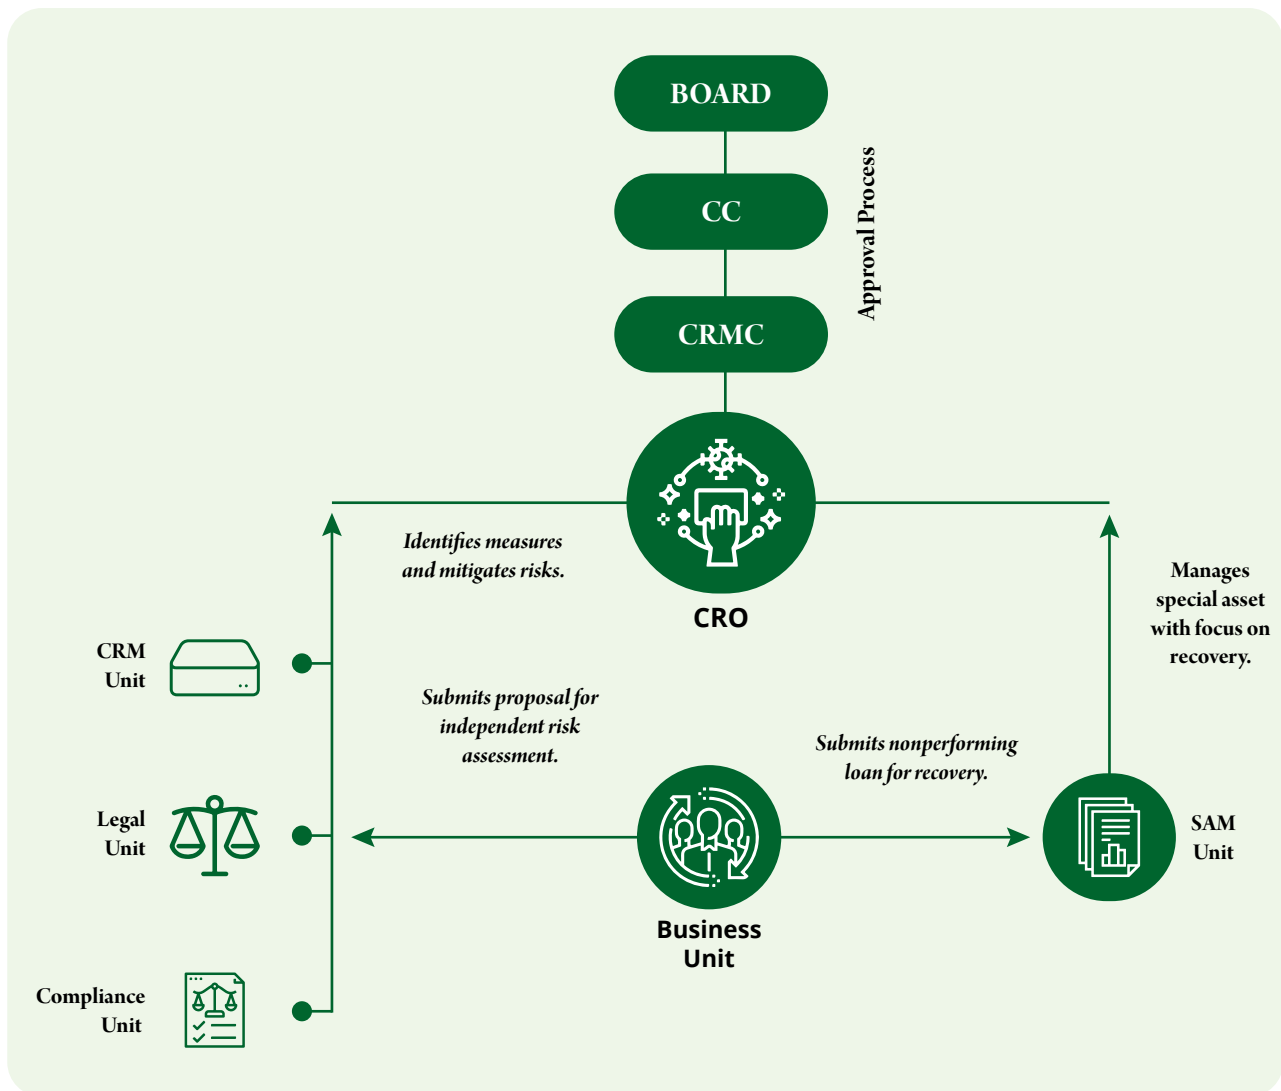 BOARD
CC
CRMC
Approval Process
Identifies measures
and mitigates risks.
CRO
Manages
special asset
with focus on
recovery.
CRM
Unit
Submits proposal for
independent risk
assessment.
Submits nonperforming
loan for recovery.
Legal
Unit
SAM
Unit
Business
Unit
Compliance
Unit